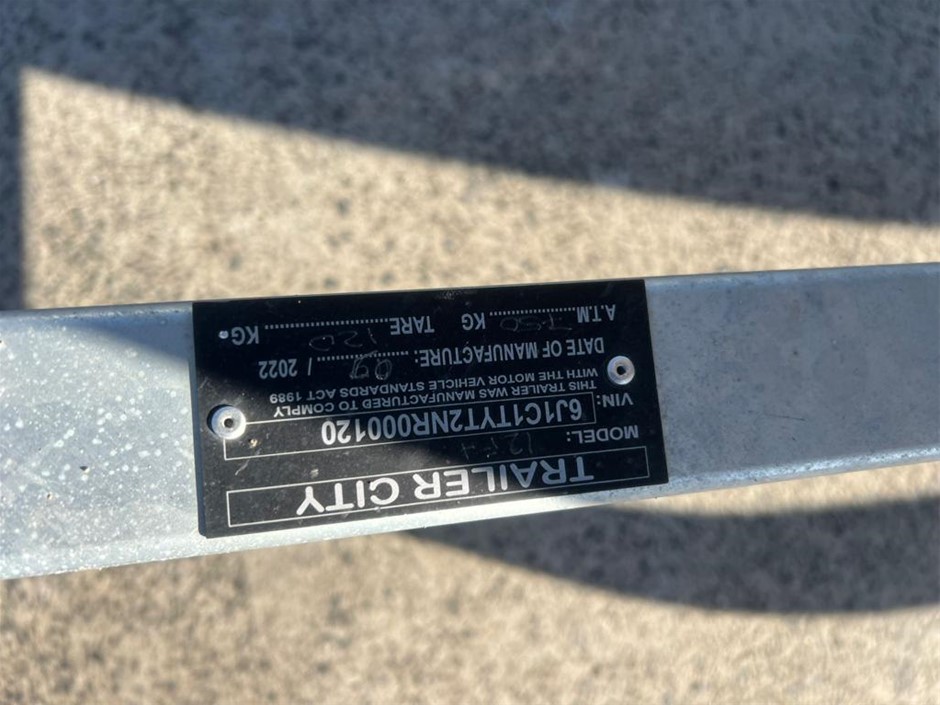 TRAILER CITY
MODEL:
VIN: 6J1C1TYT2NR000120
THIS TRAILER WAS MANUFACTURED TO COMPLY
WITH THE MOTOR VEHICLE STANDARDS ACT 1989
DATE OF MANUFACTURE: 09 / 2022
A.T.M 750 KG TARE 120 KG.